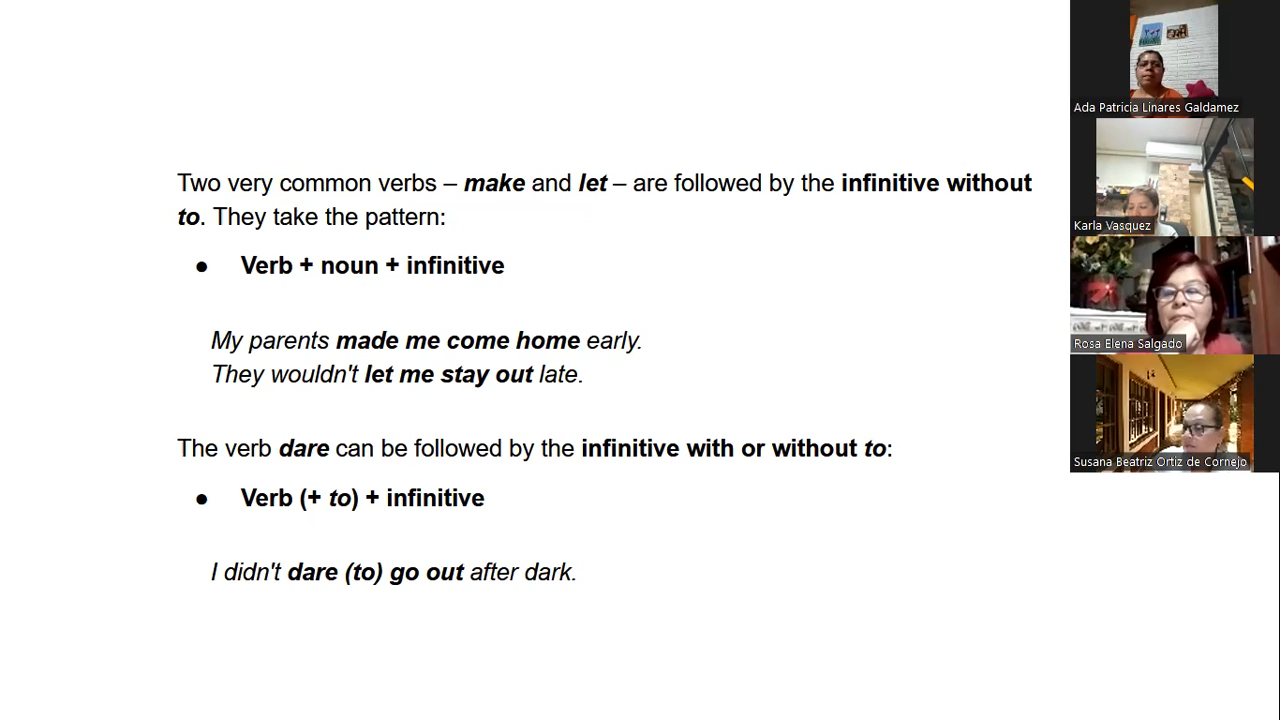 Two very common verbs – make and let – are followed by the infinitive without
to. They take the pattern:
● Verb + noun + infinitive
My parents made me come home early.
They wouldn't let me stay out late.
The verb dare can be followed by the infinitive with or without to:
● Verb (+ to) + infinitive
I didn't dare (to) go out after dark.
Ada Patricia Linares Galdamez
Karla Vasquez
Rosa Elena Salgado
Susana Beatriz Ortiz de Cornejo